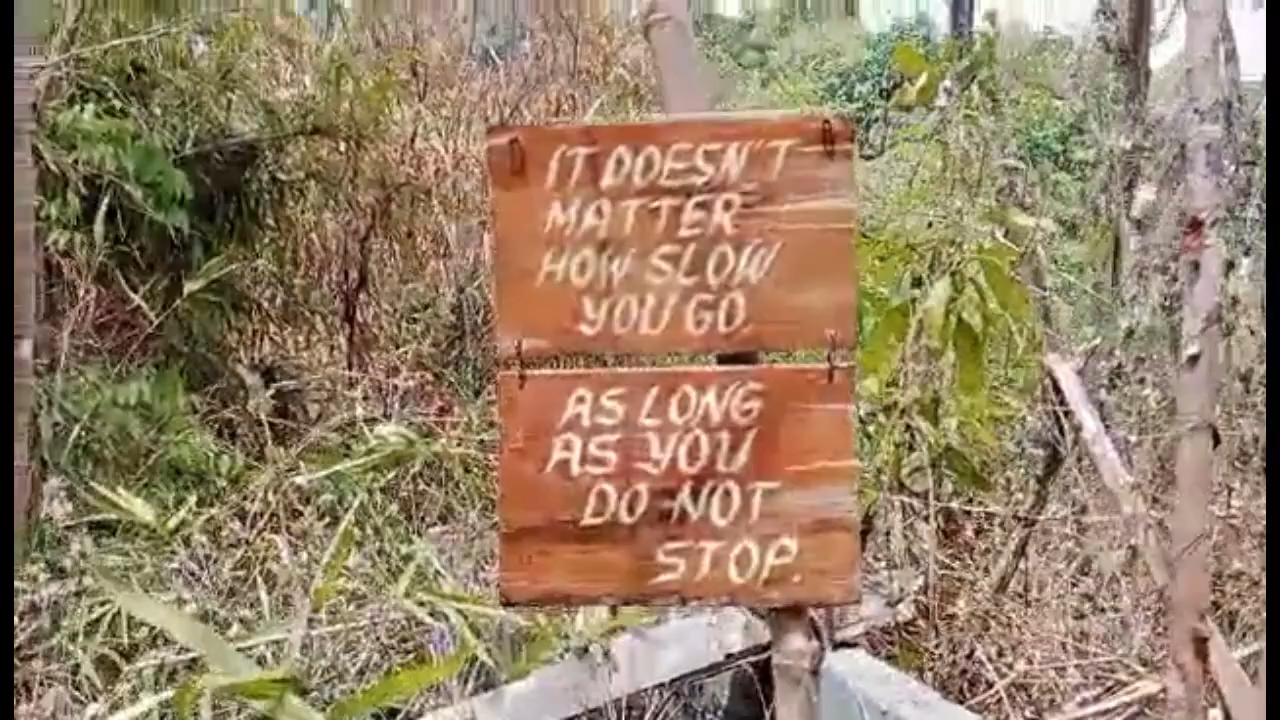 IT DOESN'T
MATTER
HOW SLOW
YOU GO
AS LONG
AS YOU
DO NOT
STOP.